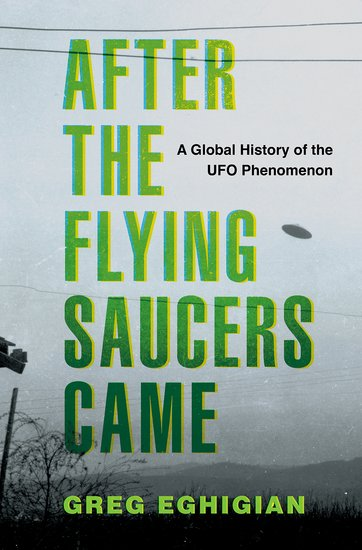 AFTER
THE
FLYING
SAUCERS
CAME
A Global History of the
UFO Phenomenon
GREG EGHIGIAN